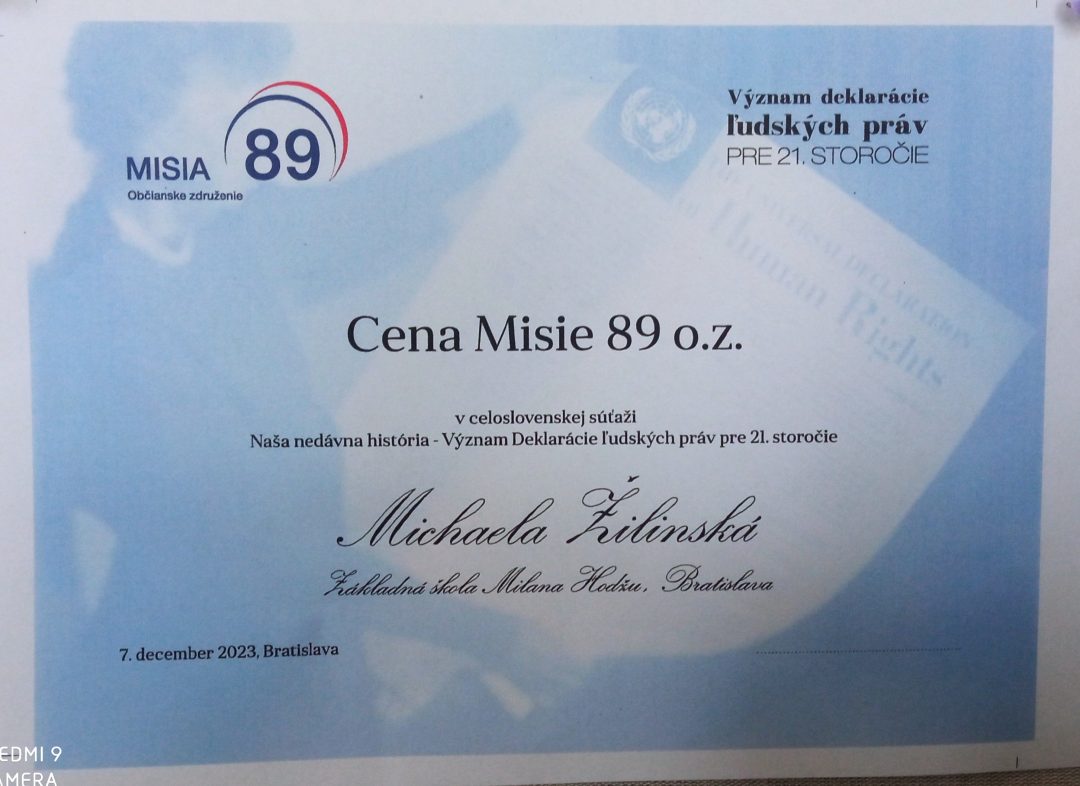 MISIA 89
Občianske združenie
Význam deklarácie
ľudských práv
PRE 21. STOROČIE
UNIVERSAL DECLARATION
Human Rights
Cena Misie 89 o.z.
v celoslovenskej súťaži
Naša nedávna história - Význam Deklarácie ľudských práv pre 21. storočie
Michaela Žilinská
Základná škola Milana Hodžu, Bratislava
7. december 2023, Bratislava
EDMI 9
AMERA